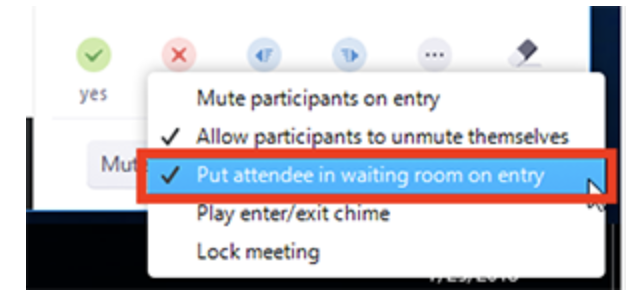 yes
Mute participants on entry
Allow participants to unmute themselves
Mut
Put attendee in waiting room on entry
Play enter/exit chime
Lock meeting